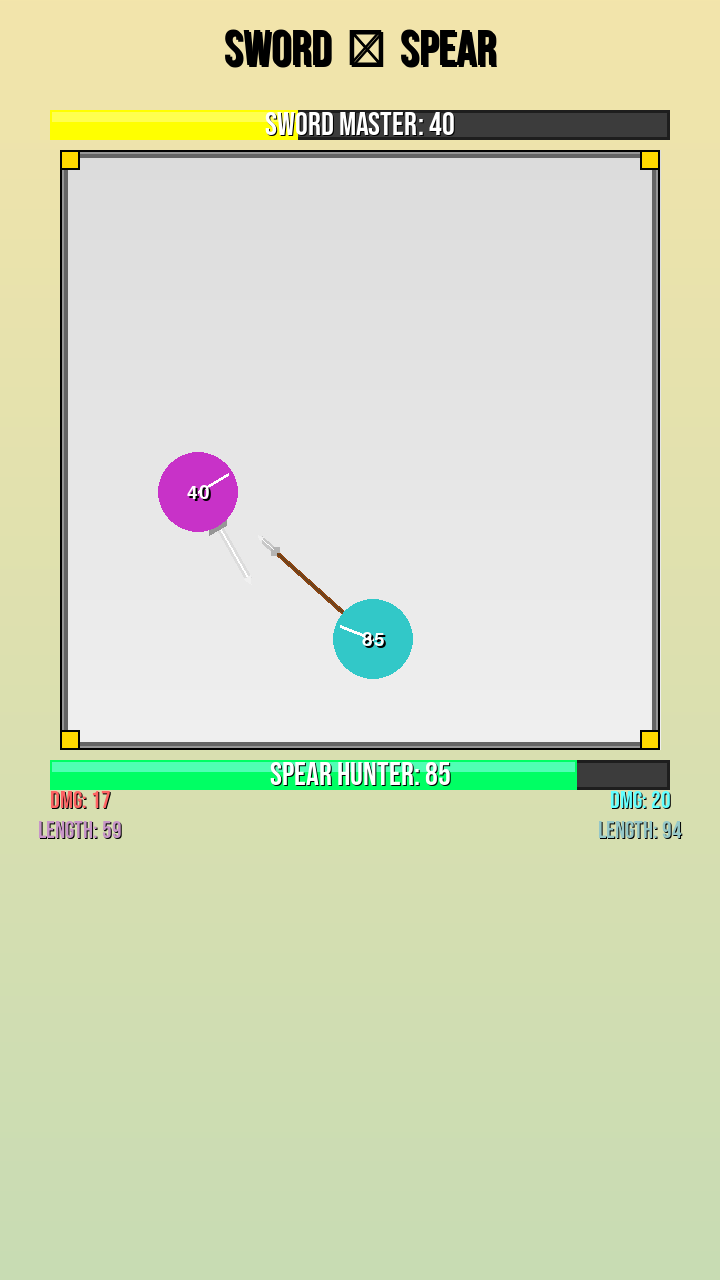 SWORD SPEAR
SWORD MASTER: 40
40
85
SPEAR HUNTER: 85
DMG: 17
DMG: 20
LENGTH: 59
LENGTH: 94